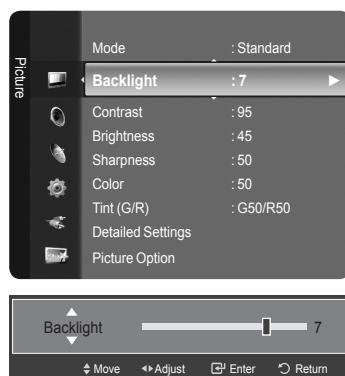 Picture
Mode : Standard
Backlight : 7
Contrast : 95
Brightness : 45
Sharpness : 50
Color : 50
Tint (G/R) : G50/R50
Detailed Settings
Picture Option
Backlight 7
Move Adjust Enter Return